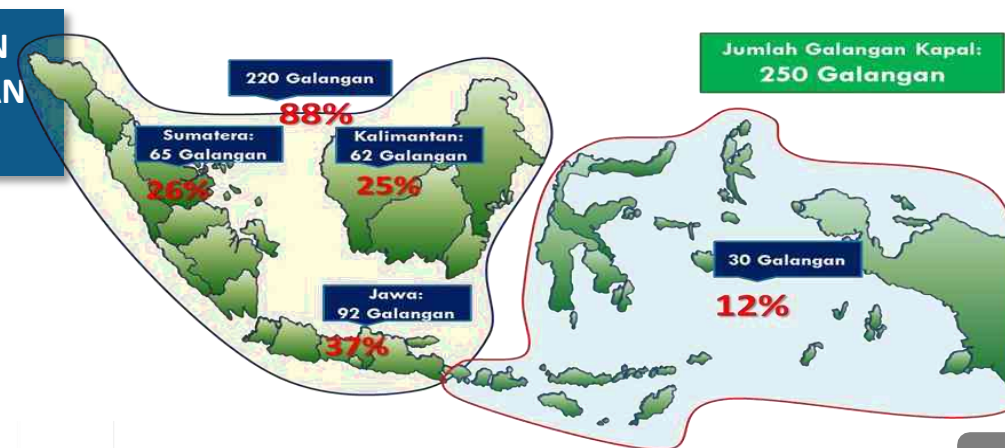 N
AN
Jumlah Galangan Kapal:
250 Galangan
220 Galangan
88%
Sumatera:
65 Galangan
26%
Kalimantan:
62 Galangan
25%
Jawa:
92 Galangan
37%
30 Galangan
12%